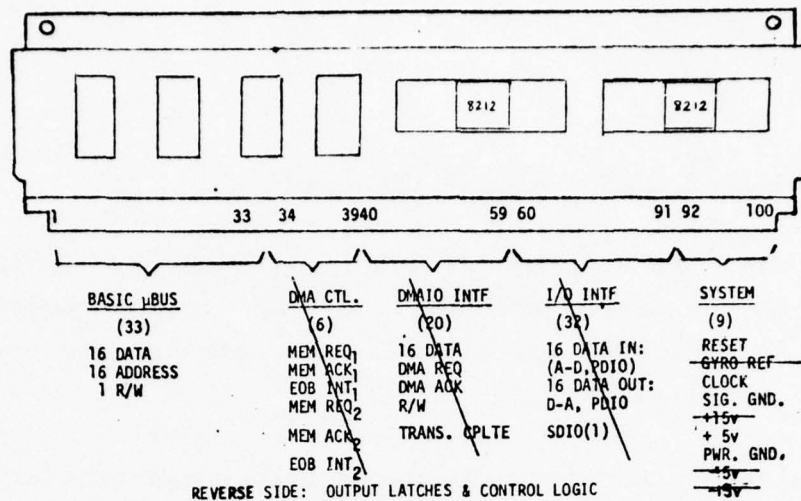 8212 8212
1 33 34 3940 59 60 91 92 100
BASIC μBUS
(33)
16 DATA
16 ADDRESS
1 R/W
DMA CTL.
(6)
MEM REQ1
MEM ACK1
EOB INT1
MEM REQ2
MEM ACK2
EOB INT2
DMAIO INTF
(20)
16 DATA
DMA REQ
DMA ACK
R/W
TRANS. CPLTE
I/O INTF
(32)
16 DATA IN:
(A-D,PDIO)
16 DATA OUT:
D-A, PDIO
SDIO(1)
SYSTEM
(9)
RESET
GYRO REF
CLOCK
SIG. GND.
+15v
+ 5v
PWR. GND.
-15v
REVERSE SIDE: OUTPUT LATCHES & CONTROL LOGIC